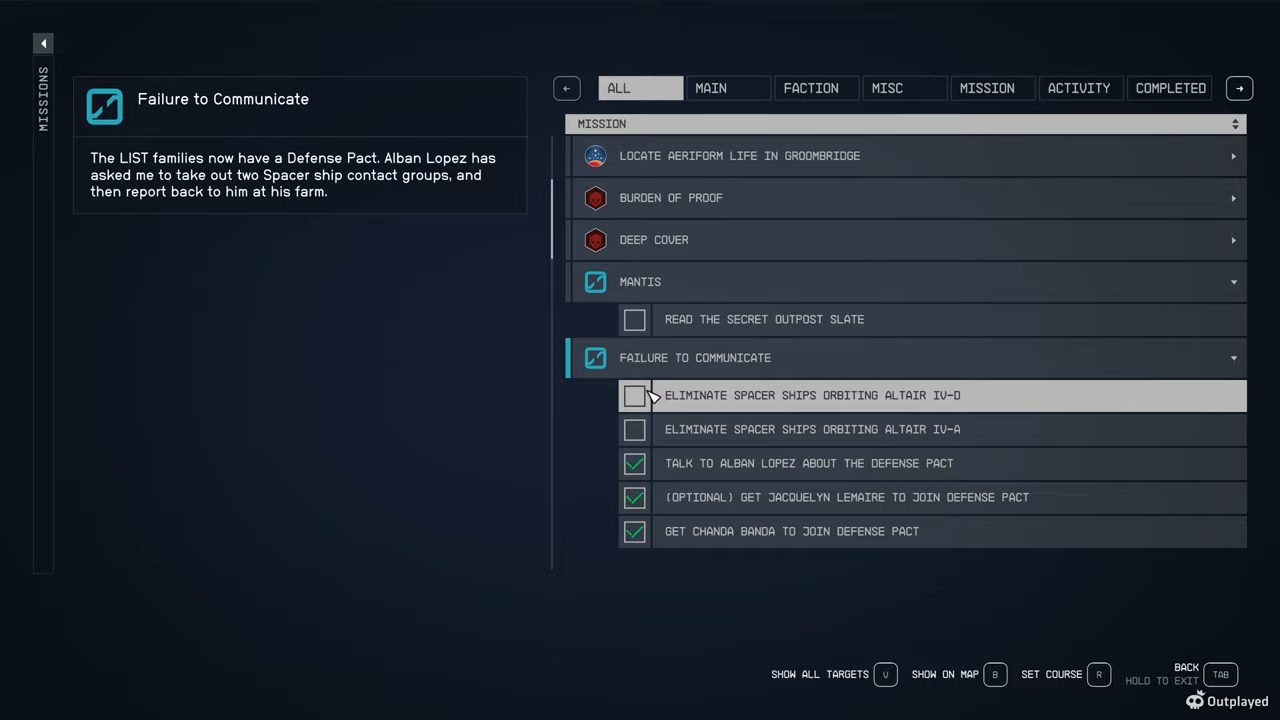 MISSIONS
Failure to Communicate
The LIST families now have a Defense Pact. Alban Lopez has
asked me to take out two Spacer ship contact groups, and
then report back to him at his farm.
ALL
MAIN
FACTION
MISC
MISSION
ACTIVITY
COMPLETED
MISSION
LOCATE AERIFORM LIFE IN GROOMBRIDGE
BURDEN OF PROOF
DEEP COVER
MANTIS
READ THE SECRET OUTPOST SLATE
FAILURE TO COMMUNICATE
ELIMINATE SPACER SHIPS ORBITING ALTAIR IV-D
ELIMINATE SPACER SHIPS ORBITING ALTAIR IV-A
TALK TO ALBAN LOPEZ ABOUT THE DEFENSE PACT
(OPTIONAL) GET JACQUELYN LEMAIRE TO JOIN DEFENSE PACT
GET CHANDA BANDA TO JOIN DEFENSE PACT
SHOW ALL TARGETS V
SHOW ON MAP B
SET COURSE R
BACK
HOLD TO EXIT TAB
Outplayed